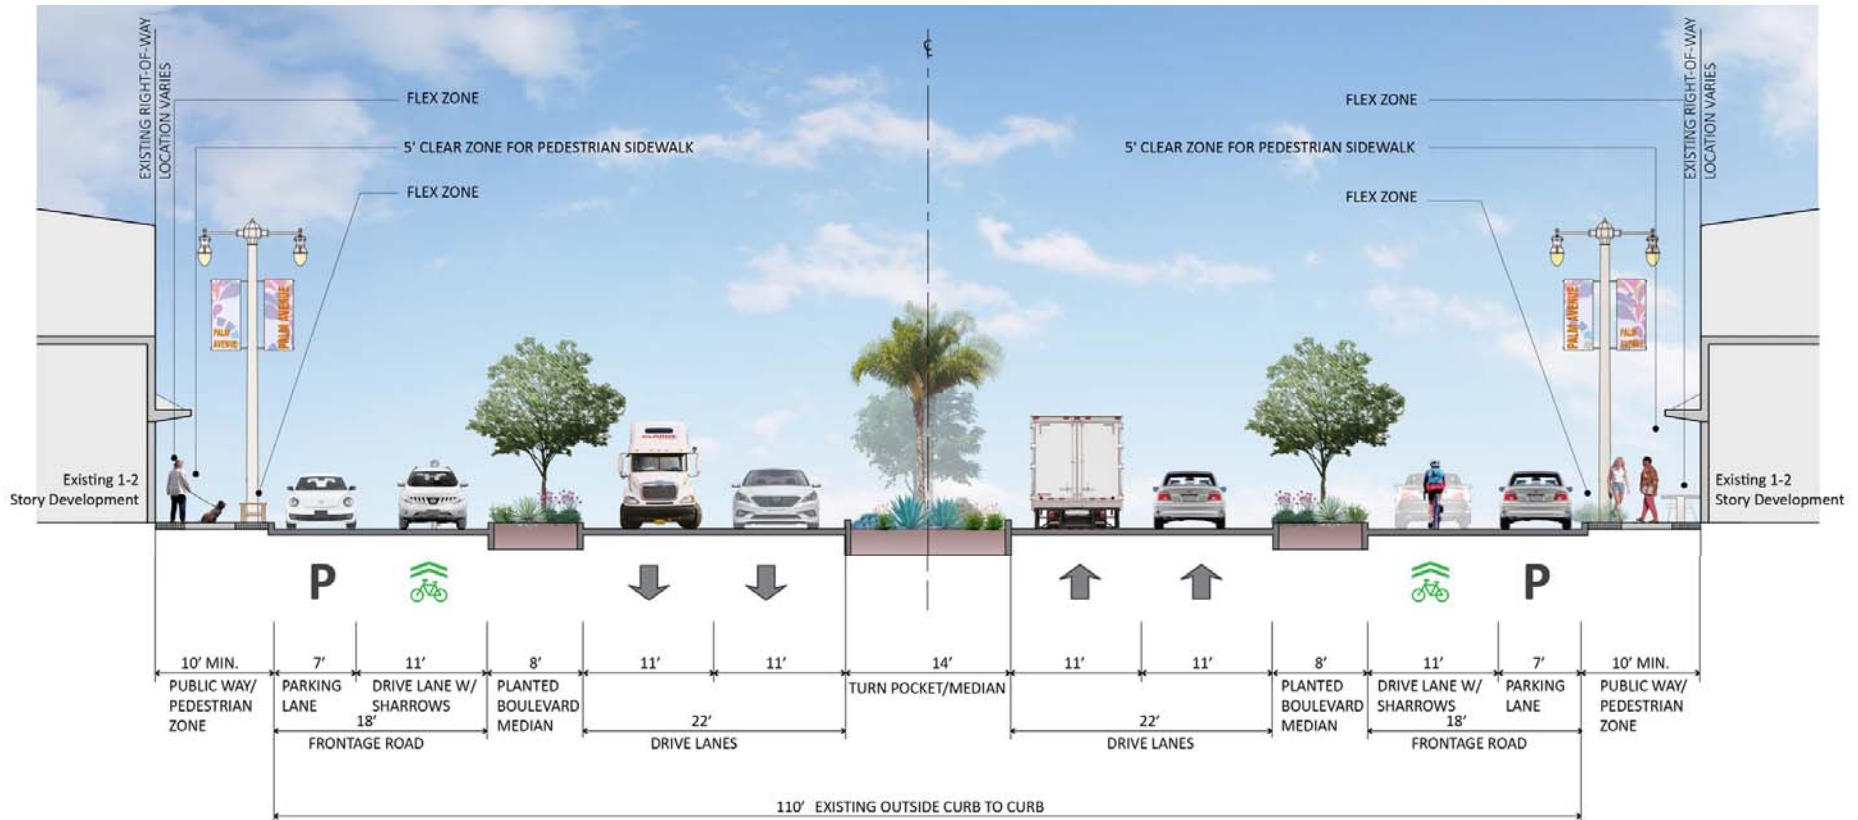 EXISTING RIGHT-OF-WAY
LOCATION VARIES
FLEX ZONE
5' CLEAR ZONE FOR PEDESTRIAN SIDEWALK
FLEX ZONE
℄
FLEX ZONE
5' CLEAR ZONE FOR PEDESTRIAN SIDEWALK
FLEX ZONE
EXISTING RIGHT-OF-WAY
LOCATION VARIES
PALM
AVENUE
PALM AVENUE
PALM AVENUE
PALM
AVENUE
Existing 1-2
Story Development
Existing 1-2
Story Development
P
P
10' MIN.
7'
11'
8'
11'
11'
14'
11'
11'
8'
11'
7'
10' MIN.
PUBLIC WAY/
PEDESTRIAN
ZONE
PARKING
LANE
DRIVE LANE W/
SHARROWS
PLANTED
BOULEVARD
MEDIAN
TURN POCKET/MEDIAN
PLANTED
BOULEVARD
MEDIAN
DRIVE LANE W/
SHARROWS
PARKING
LANE
PUBLIC WAY/
PEDESTRIAN
ZONE
18'
FRONTAGE ROAD
22'
DRIVE LANES
22'
DRIVE LANES
18'
FRONTAGE ROAD
110' EXISTING OUTSIDE CURB TO CURB